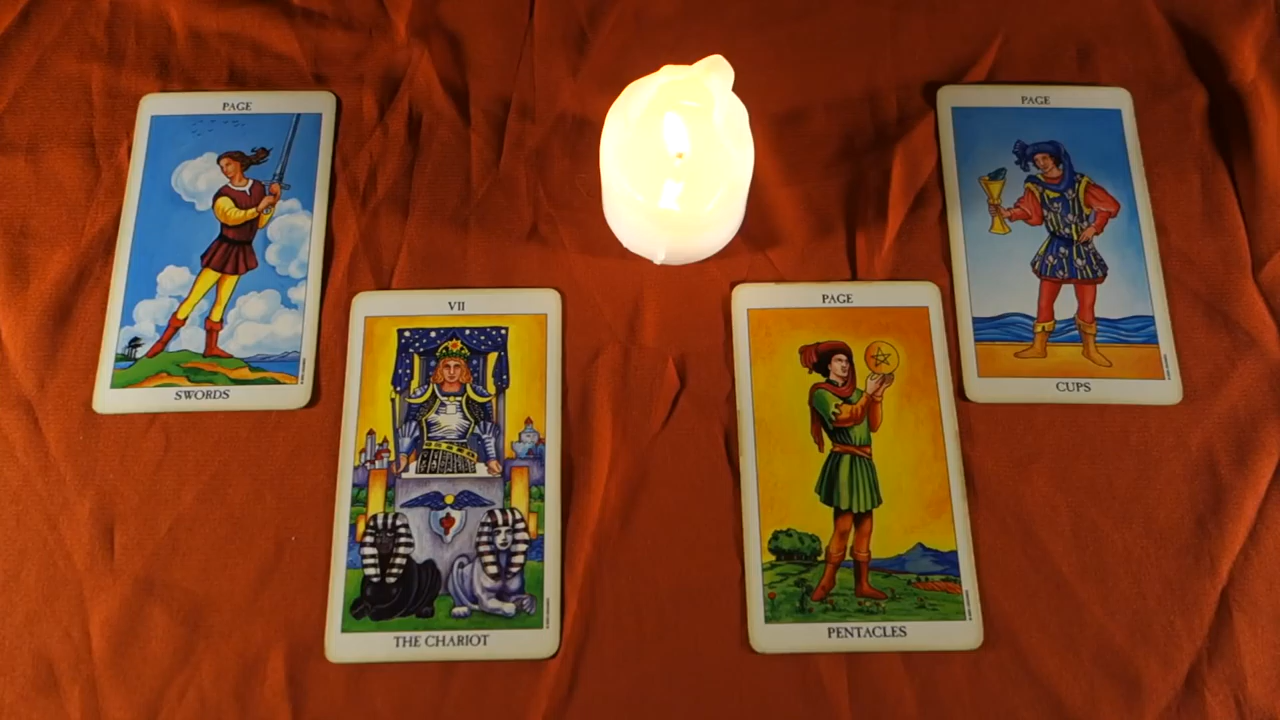 PAGE
SWORDS
VII
THE CHARIOT
PAGE
PENTACLES
PAGE
CUPS